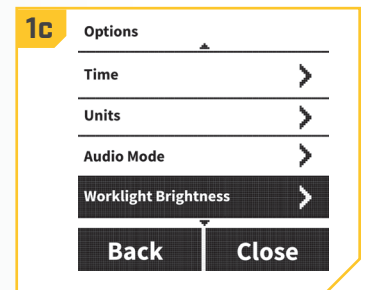 1c
Options
Time
Units
Audio Mode
Worklight Brightness
Back Close